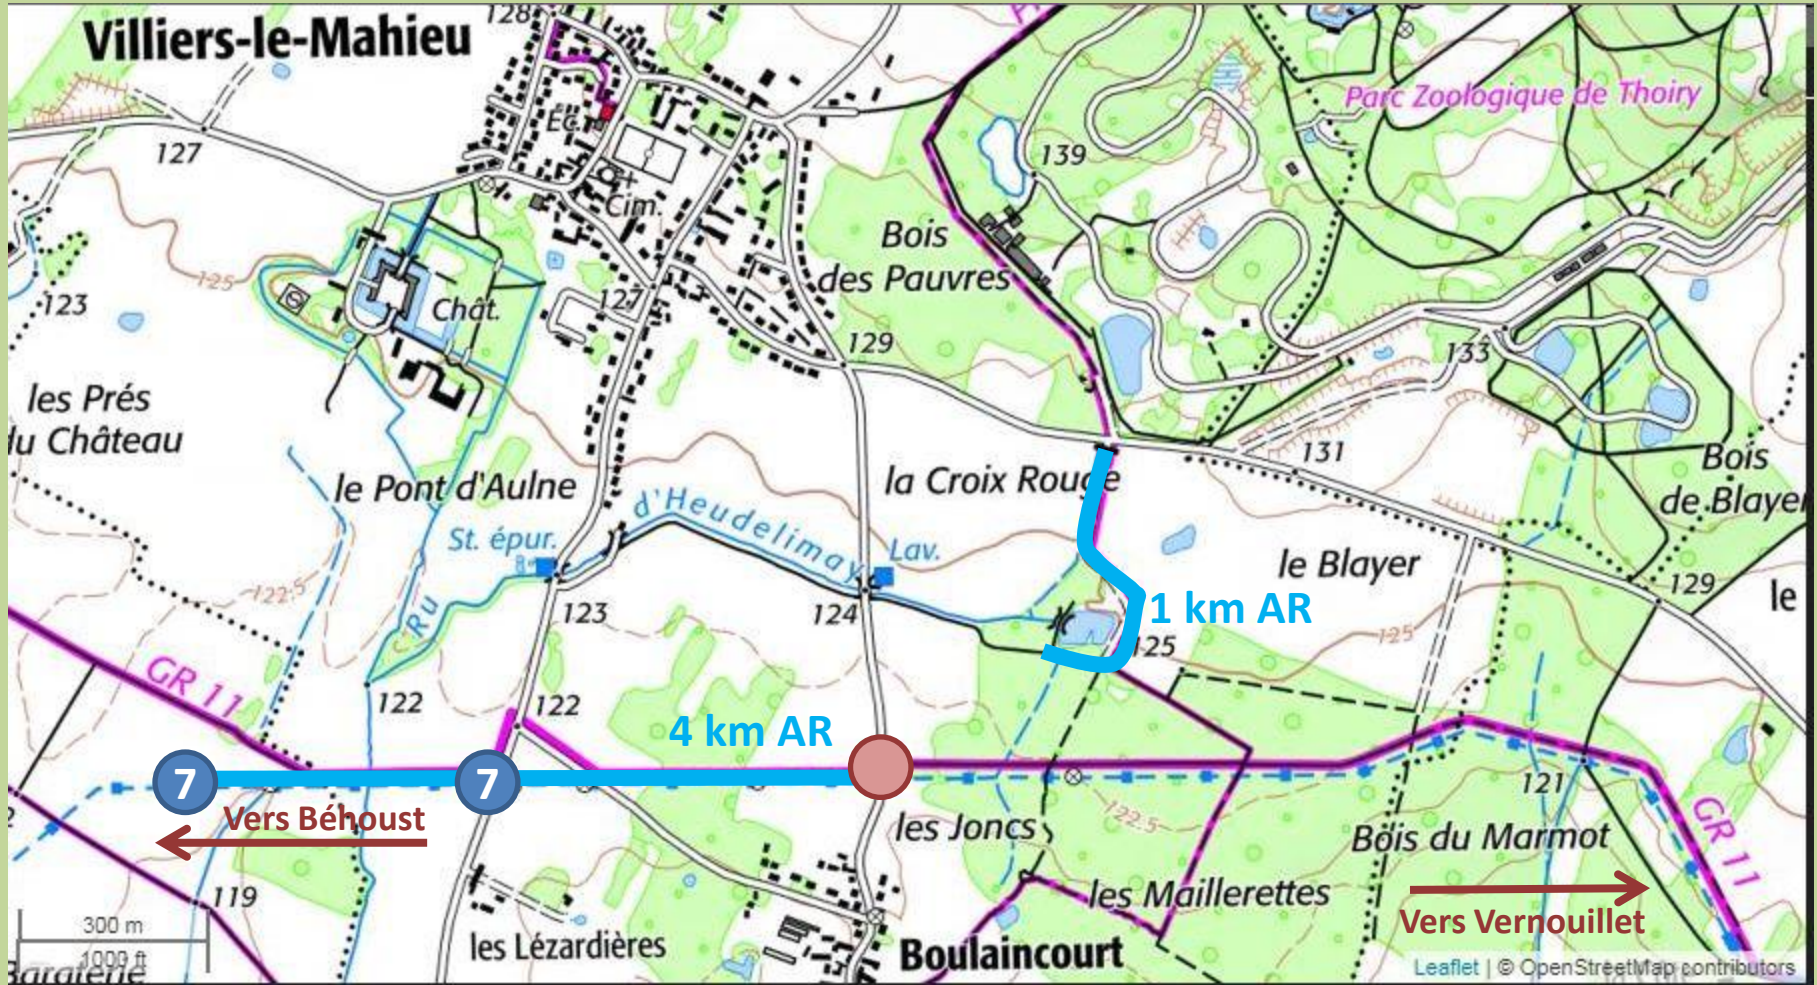 128
Villiers-le-Mahieu
Parc Zoologique de Thoiry
Éc.
127
139
Cim.
Bois
des Pauvres
125
123
Chât.
127
129
133
les Prés
du Château
131
Bois
de Blayer
la Croix Rouge
le Pont d'Aulne
d'Heudelimay
St. épur.
Lav.
le Blayer
122.5
Ru
123
124
1 km AR
129
le
125
125
GR 11
122
122
4 km AR
7
7
121
Vers Béhoust
les Joncs
122.5
Bois du Marmot
GR 11
119
les Maillerettes
Vers Vernouillet
300 m
1000 ft
les Lézardières
Boulaincourt
Leaflet | © OpenStreetMap contributors